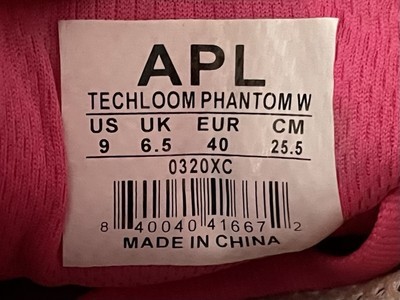 APL
TECHLOOM PHANTOM W
US UK EUR CM
9 6.5 40 25.5
0320XC
8 40040 41667 2
MADE IN CHINA